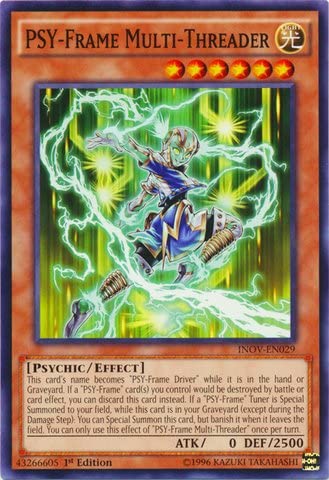 PSY-Frame Multi-Threader
LIGHT
光
INOV-EN029
[Psychic/Effect]
This card's name becomes "PSY-Frame Driver" while it is in the hand or
Graveyard. If a "PSY-Frame" card(s) you control would be destroyed by battle or
card effect, you can discard this card instead. If a "PSY-Frame" Tuner is Special
Summoned to your field, while this card is in your Graveyard (except during the
Damage Step): You can Special Summon this card, but banish it when it leaves the
field. You can only use this effect of "PSY-Frame Multi-Threader" once per turn.
ATK/ 0 DEF/2500
43266605 1st Edition ©1996 KAZUKI TAKAHASHI